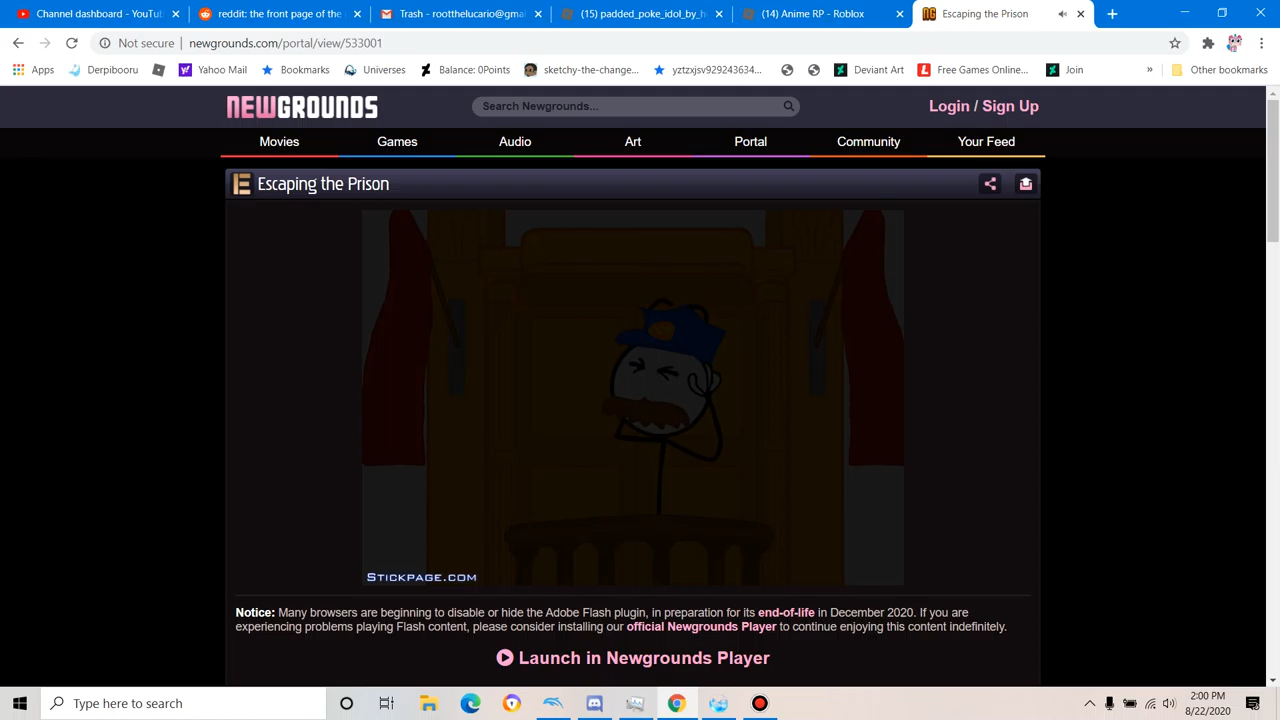 Channel dashboard - YouTub
reddit: the front page of the
Trash - rootthelucario@gma
(15) padded_poke_idol_by_h
(14) Anime RP - Roblox
Escaping the Prison
Not secure | newgrounds.com/portal/view/533001
Apps
Derpibooru
Yahoo Mail
Bookmarks
Universes
Balance: 0Points
sketchy-the-change...
yztzxjsv929243634...
Deviant Art
Free Games Online...
Join
»
Other bookmarks
NEWGROUNDS
Search Newgrounds...
Login / Sign Up
Movies
Games
Audio
Art
Portal
Community
Your Feed
E Escaping the Prison
STICKPAGE.COM
Notice: Many browsers are beginning to disable or hide the Adobe Flash plugin, in preparation for its end-of-life in December 2020. If you are
experiencing problems playing Flash content, please consider installing our official Newgrounds Player to continue enjoying this content indefinitely.
Launch in Newgrounds Player
Type here to search
2:00 PM
8/22/2020